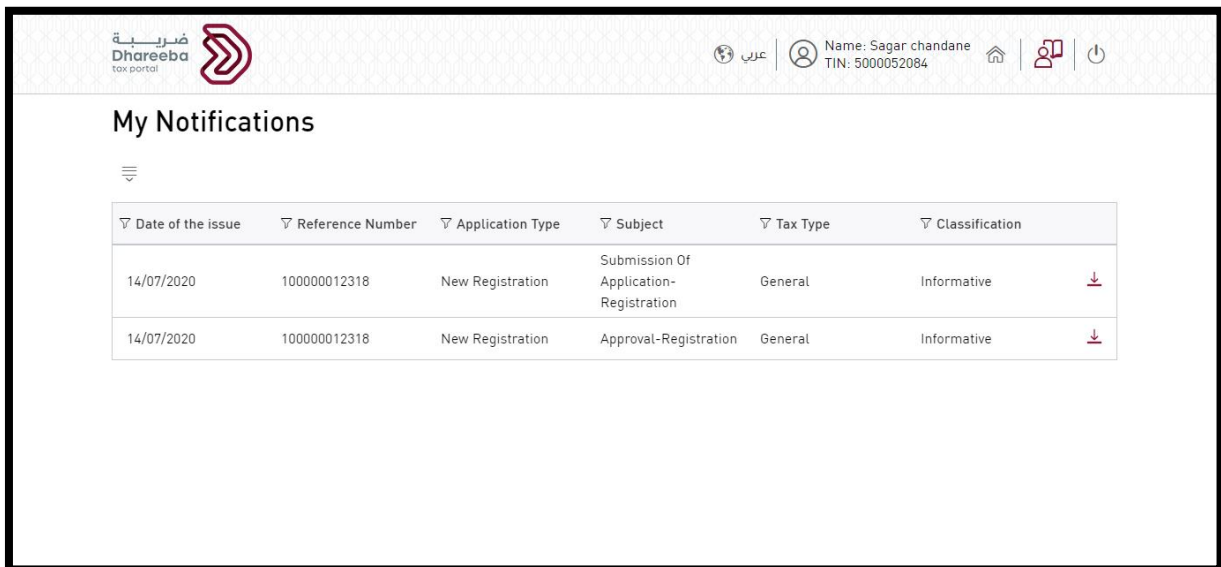 ضريبة
Dhareeba
tax portal
عربي
Name: Sagar chandane
TIN: 5000052084
My Notifications
Date of the issue Reference Number Application Type Subject Tax Type Classification
14/07/2020 100000012318 New Registration Submission Of Application- Registration General Informative
14/07/2020 100000012318 New Registration Approval-Registration General Informative